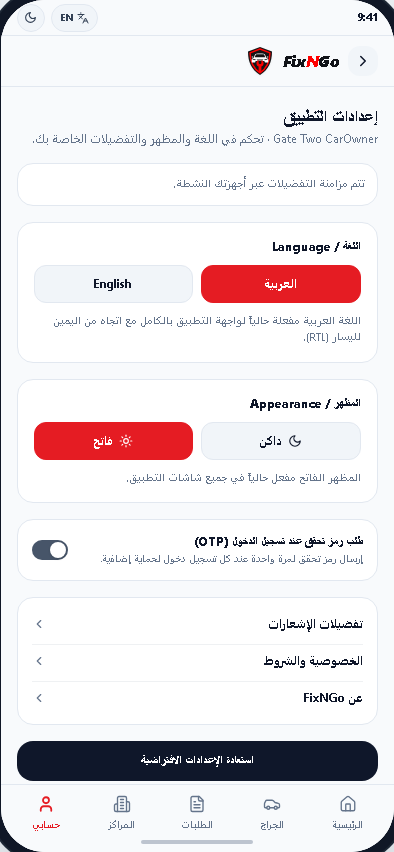 9:41
EN
FixNGo
إعدادات التطبيق
Gate Two CarOwner · تحكم في اللغة والمظهر والتفضيلات الخاصة بك.
تتم مزامنة التفضيلات عبر أجهزتك النشطة.
اللغة / Language
العربية
English
اللغة العربية مفعلة حالياً لواجهة التطبيق بالكامل مع اتجاه من اليمين
لليسار (RTL).
المظهر / Appearance
داكن
فاتح
المظهر الفاتح مفعل حالياً في جميع شاشات التطبيق.
طلب رمز تحقق عند تسجيل الدخول (OTP)
إرسال رمز تحقق لمرة واحدة عند كل تسجيل دخول لحماية إضافية.
تفضيلات الإشعارات
الخصوصية والشروط
عن FixNGo
استعادة الإعدادات الافتراضية
الرئيسية
الجراج
الطلبات
المراكز
حسابي